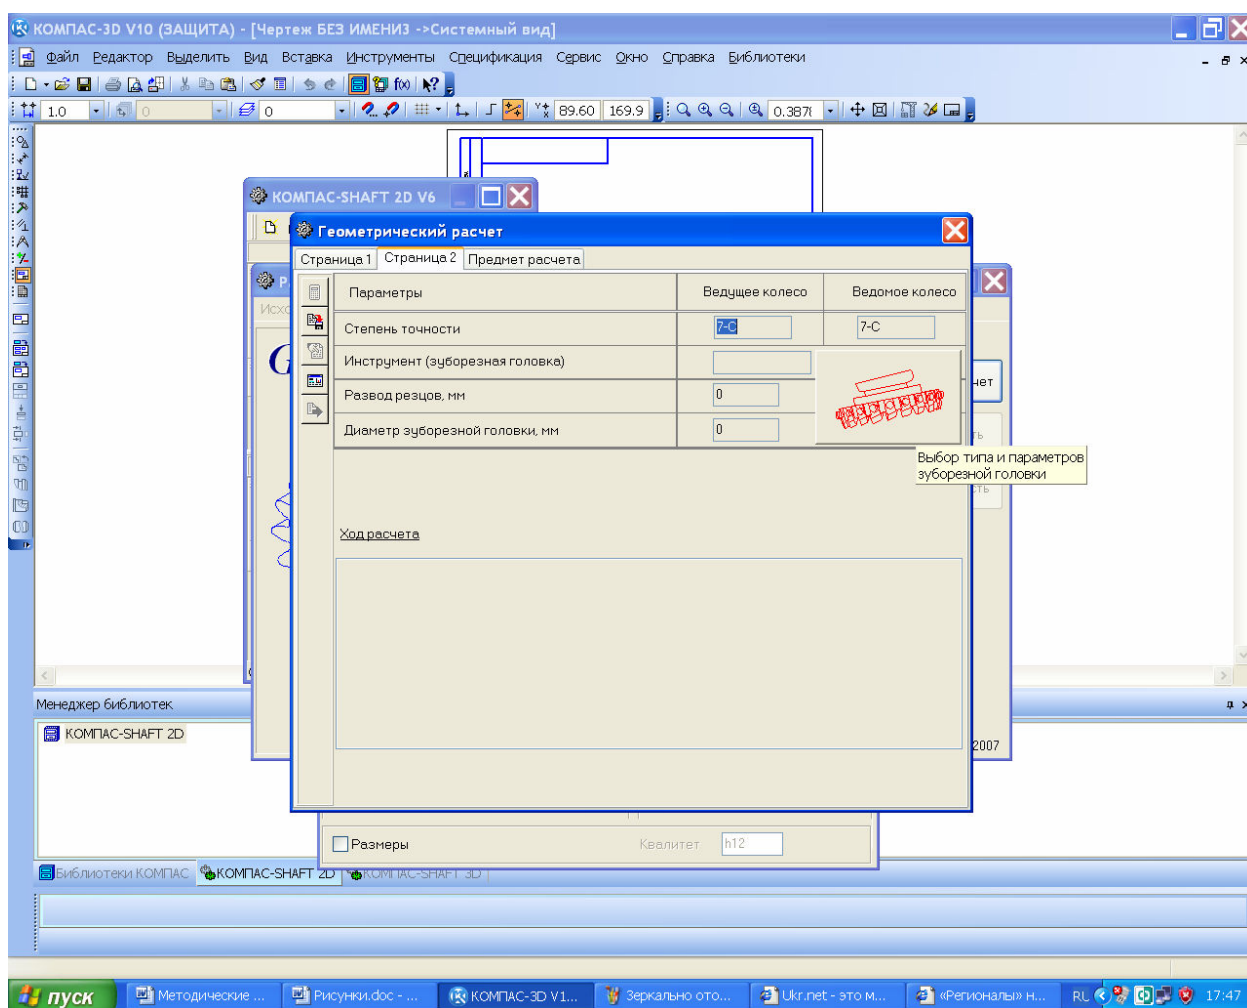 КОМПАС-3D V10 (ЗАЩИТА) - [Чертеж БЕЗ ИМЕНИ3 ->Системный вид]
Файл Редактор Выделить Вид Вставка Инструменты Спецификация Сервис Окно Справка Библиотеки
1.0 0 0 89.60 169.9 0.387
КОМПАС-SHAFT 2D V6
Геометрический расчет
Страница 1 Страница 2 Предмет расчета
Параметры Ведущее колесо Ведомое колесо
Степень точности 7-С 7-С
Инструмент (зуборезная головка)
Развод резцов, мм 0
Диаметр зуборезной головки, мм 0
Выбор типа и параметров
зуборезной головки
Ход расчета
Менеджер библиотек
КОМПАС-SHAFT 2D
2007
Размеры Квалитет h12
Библиотеки КОМПАС КОМПАС-SHAFT 2D КОМПАС-SHAFT 3D
пуск Методические ... Рисунки.doc - ... КОМПАС-3D V1... Зеркально ото... Ukr.net - это м... «Регионалы» н... RU 17:47